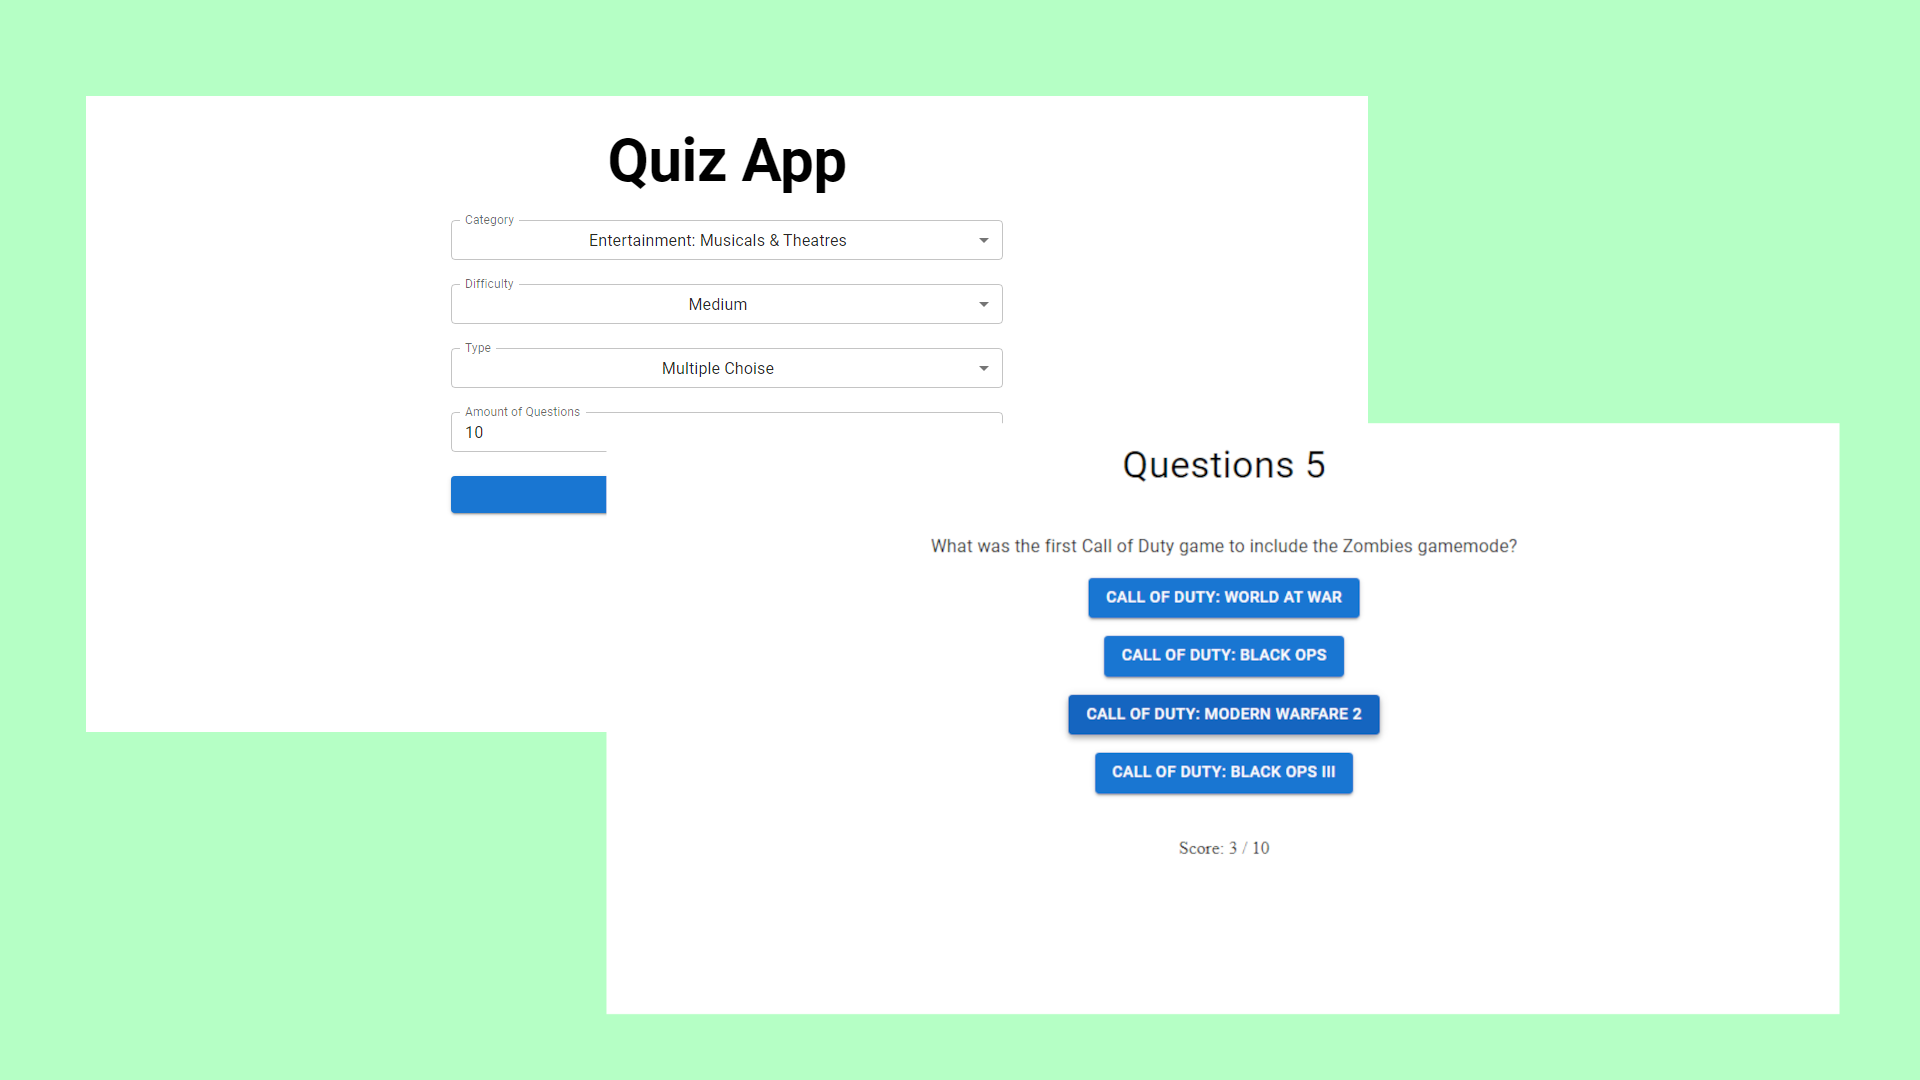 Quiz App
Category
Entertainment: Musicals & Theatres
Difficulty
Medium
Type
Multiple Choise
Amount of Questions
10
Questions 5
What was the first Call of Duty game to include the Zombies gamemode?
CALL OF DUTY: WORLD AT WAR
CALL OF DUTY: BLACK OPS
CALL OF DUTY: MODERN WARFARE 2
CALL OF DUTY: BLACK OPS III
Score: 3 / 10